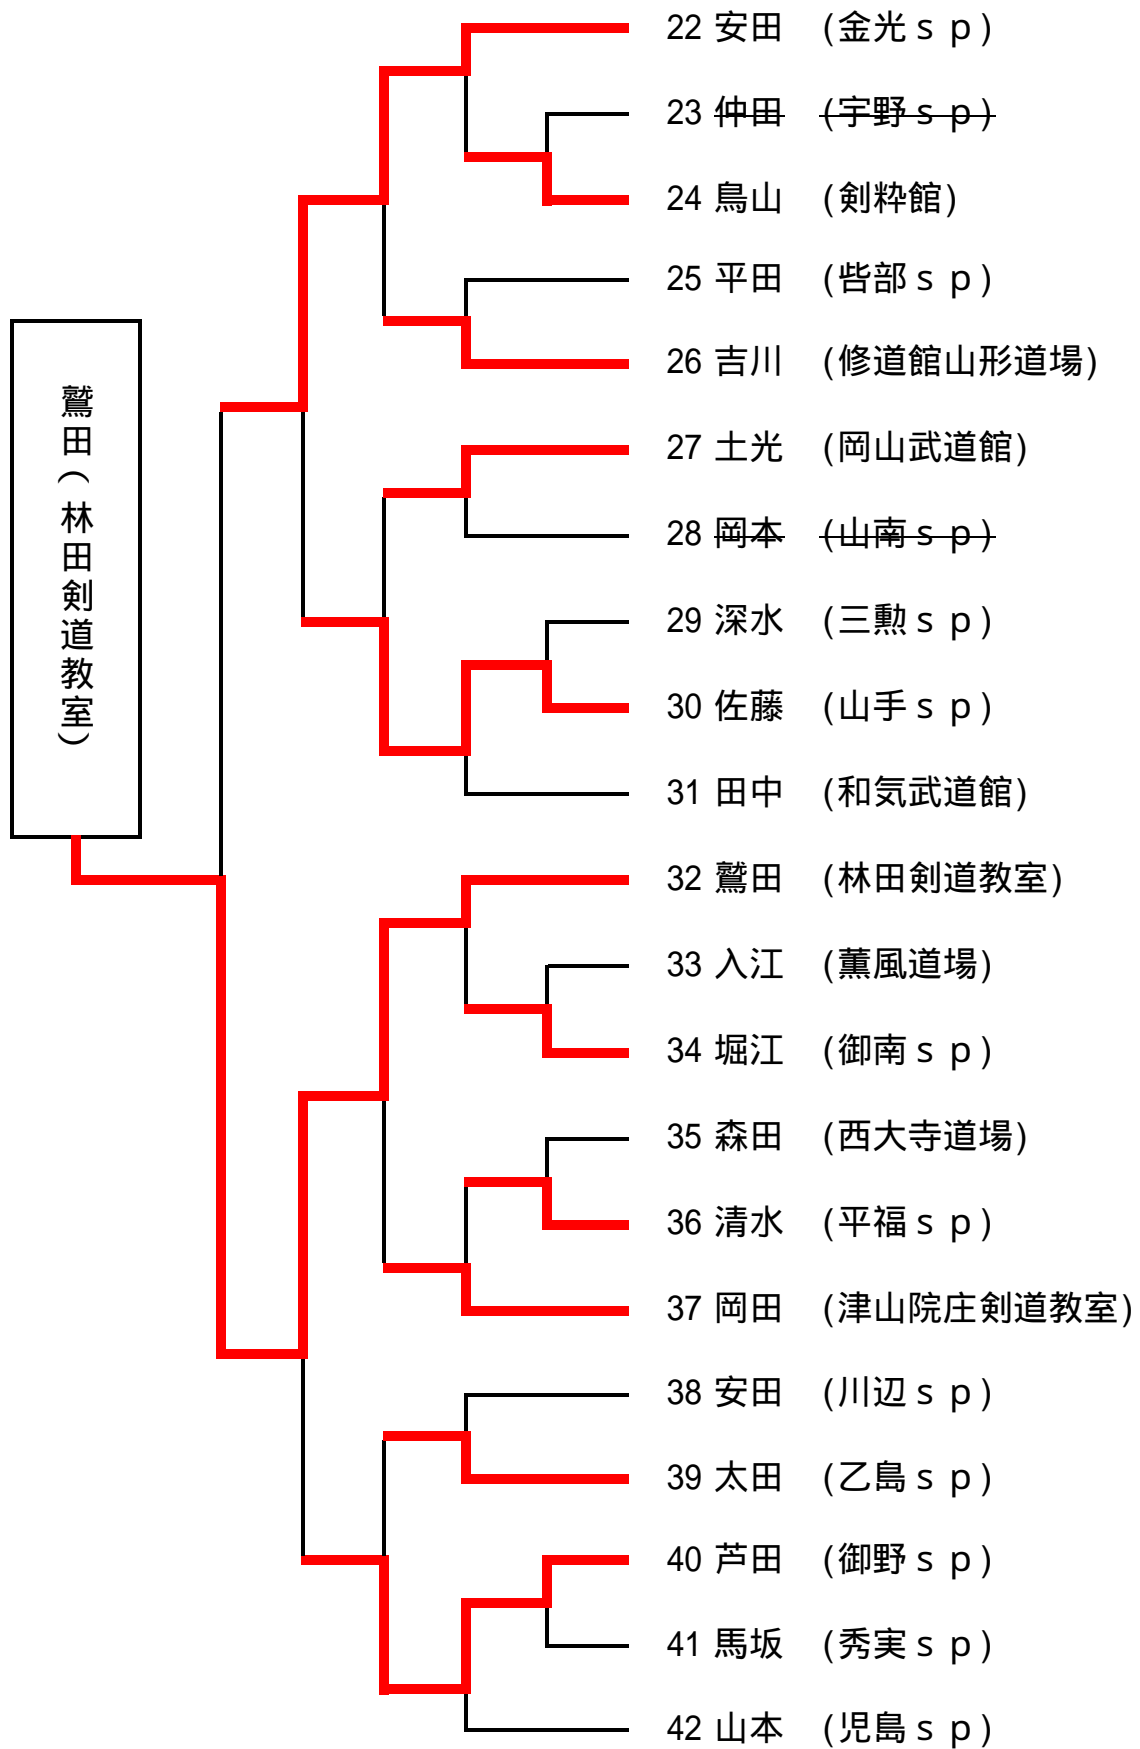 22 安田 (金光ｓｐ)
23 仲田 (宇野ｓｐ)
24 鳥山 (剣粋館)
25 平田 (呰部ｓｐ)
26 吉川 (修道館山形道場)
27 土光 (岡山武道館)
28 岡本 (山南ｓｐ)
29 深水 (三勲ｓｐ)
30 佐藤 (山手ｓｐ)
31 田中 (和気武道館)
32 鷲田 (林田剣道教室)
33 入江 (薫風道場)
34 堀江 (御南ｓｐ)
35 森田 (西大寺道場)
36 清水 (平福ｓｐ)
37 岡田 (津山院庄剣道教室)
38 安田 (川辺ｓｐ)
39 太田 (乙島ｓｐ)
40 芦田 (御野ｓｐ)
41 馬坂 (秀実ｓｐ)
42 山本 (児島ｓｐ)
鷲田(林田剣道教室)